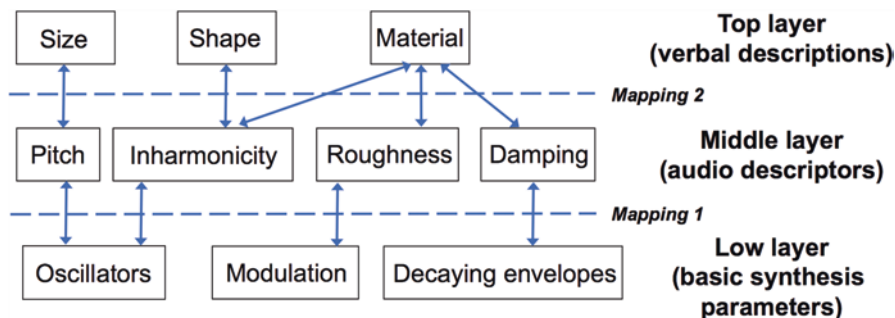 Size
Shape
Material
Top layer
(verbal descriptions)
Mapping 2
Pitch
Inharmonicity
Roughness
Damping
Middle layer
(audio descriptors)
Mapping 1
Oscillators
Modulation
Decaying envelopes
Low layer
(basic synthesis
parameters)